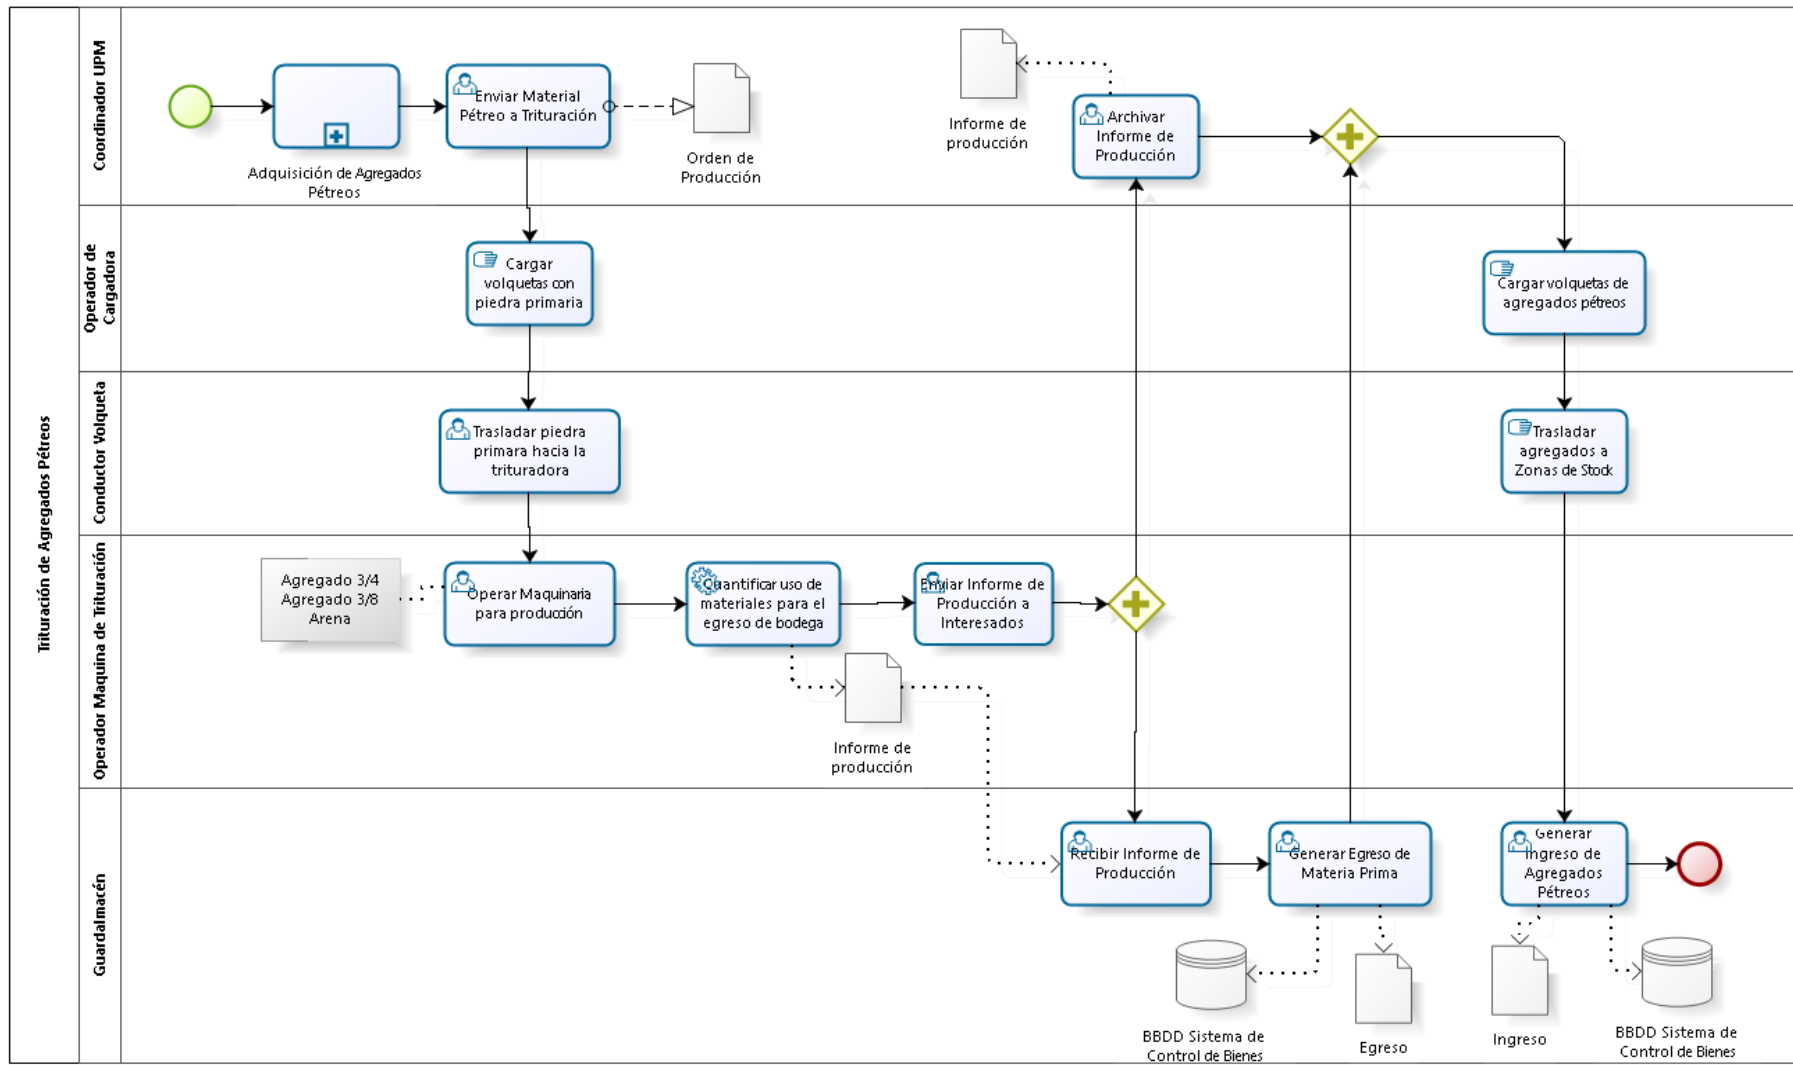 Trituración de Agregados Pétreos
Coordinador UPM
Adquisición de Agregados
Pétreos
Enviar Material
Pétreo a Trituración
Orden de
Producción
Informe de
producción
Archivar
Informe de
Producción
Operador de
Cargadora
Cargar
volquetas con
piedra primaria
Cargar volquetas de
agregados pétreos
Conductor Volqueta
Trasladar piedra
primara hacia la
trituradora
Trasladar
agregados a
Zonas de Stock
Operador Maquina de Trituración
Agregado 3/4
Agregado 3/8
Arena
Operar Maquinaria
para producción
Quantificar uso de
materiales para el
egreso de bodega
Enviar Informe de
Producción a
Interesados
Informe de
producción
Guardalmacén
Recibir Informe de
Producción
Generar Egreso de
Materia Prima
Generar
Ingreso de
Agregados
Pétreos
BBDD Sistema de
Control de Bienes
Egreso
Ingreso
BBDD Sistema de
Control de Bienes